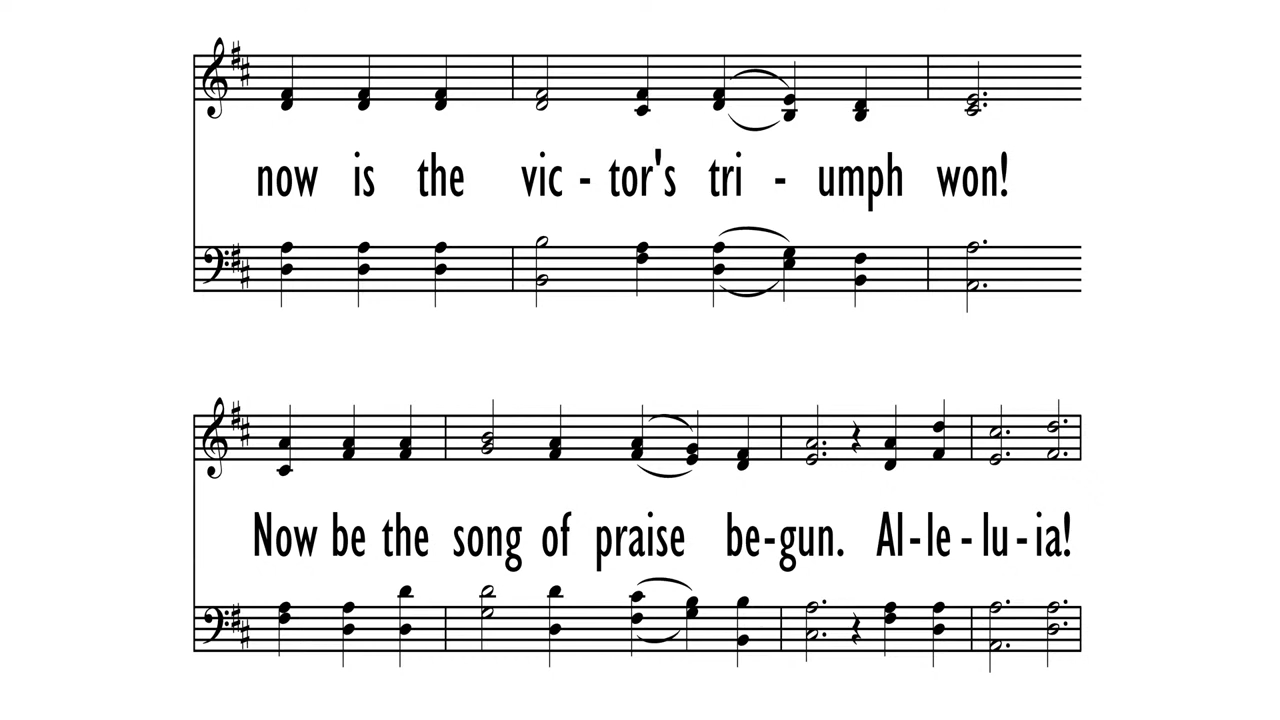 now is the vic - tor's tri - umph won!
Now be the song of praise be-gun. Al-le-lu-ia!